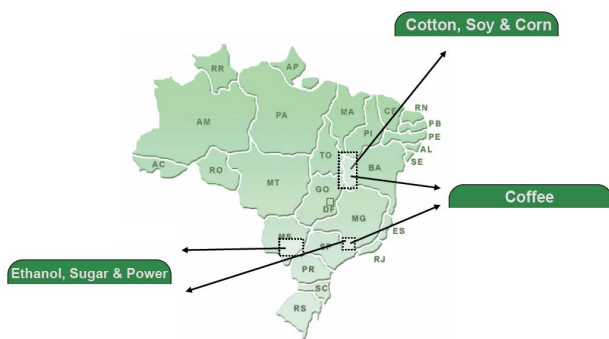 Cotton, Soy & Corn
RR
AP
AM
PA
MA
CE
RN
PB
PE
AL
SE
PI
AC
RO
TO
BA
MT
GO
DF
Coffee
MG
ES
MS
SP
RJ
Ethanol, Sugar & Power
PR
SC
RS